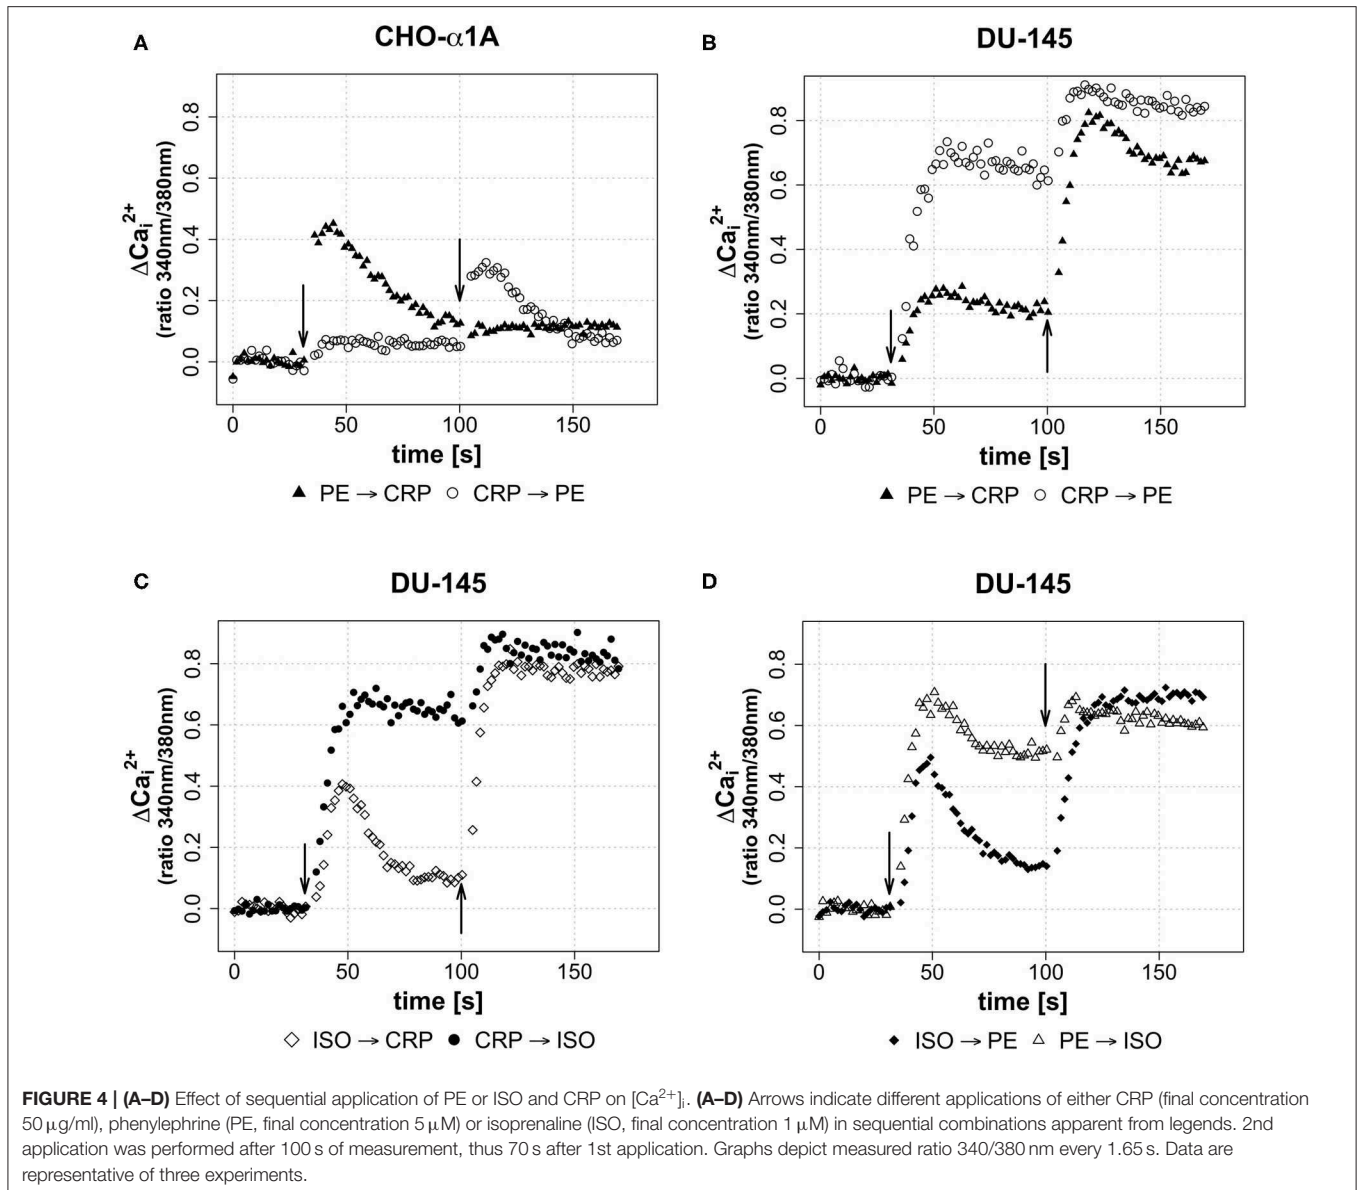 A
CHO-α1A
ΔCa²⁺ᵢ
(ratio 340nm/380nm)
0.8
0.6
0.4
0.2
0.0
0 50 100 150
time [s]
▲ PE → CRP ○ CRP → PE
B
DU-145
ΔCa²⁺ᵢ
(ratio 340nm/380nm)
0.8
0.6
0.4
0.2
0.0
0 50 100 150
time [s]
▲ PE → CRP ○ CRP → PE
C
DU-145
ΔCa²⁺ᵢ
(ratio 340nm/380nm)
0.8
0.6
0.4
0.2
0.0
0 50 100 150
time [s]
◇ ISO → CRP ● CRP → ISO
D
DU-145
ΔCa²⁺ᵢ
(ratio 340nm/380nm)
0.8
0.6
0.4
0.2
0.0
0 50 100 150
time [s]
◆ ISO → PE △ PE → ISO
FIGURE 4 | (A–D) Effect of sequential application of PE or ISO and CRP on [Ca²⁺]ᵢ. (A–D) Arrows indicate different applications of either CRP (final concentration
50 μg/ml), phenylephrine (PE, final concentration 5 μM) or isoprenaline (ISO, final concentration 1 μM) in sequential combinations apparent from legends. 2nd
application was performed after 100 s of measurement, thus 70 s after 1st application. Graphs depict measured ratio 340/380 nm every 1.65 s. Data are
representative of three experiments.